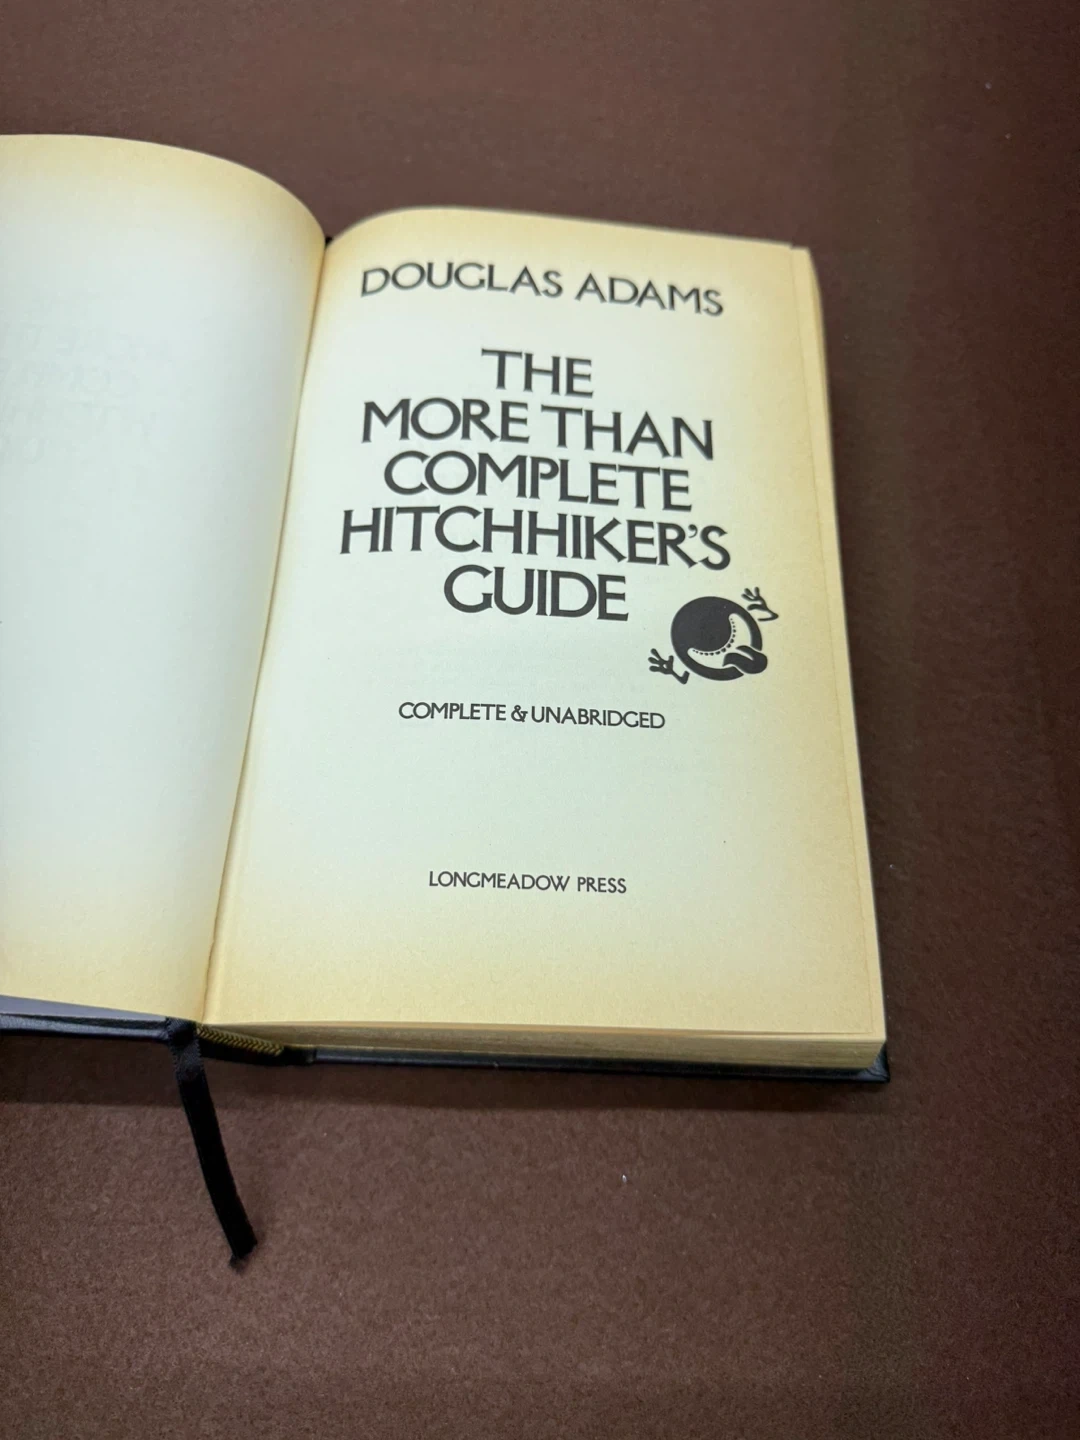 DOUGLAS ADAMS
THE
MORE THAN
COMPLETE
HITCHHIKER'S
GUIDE
COMPLETE & UNABRIDGED
LONGMEADOW PRESS